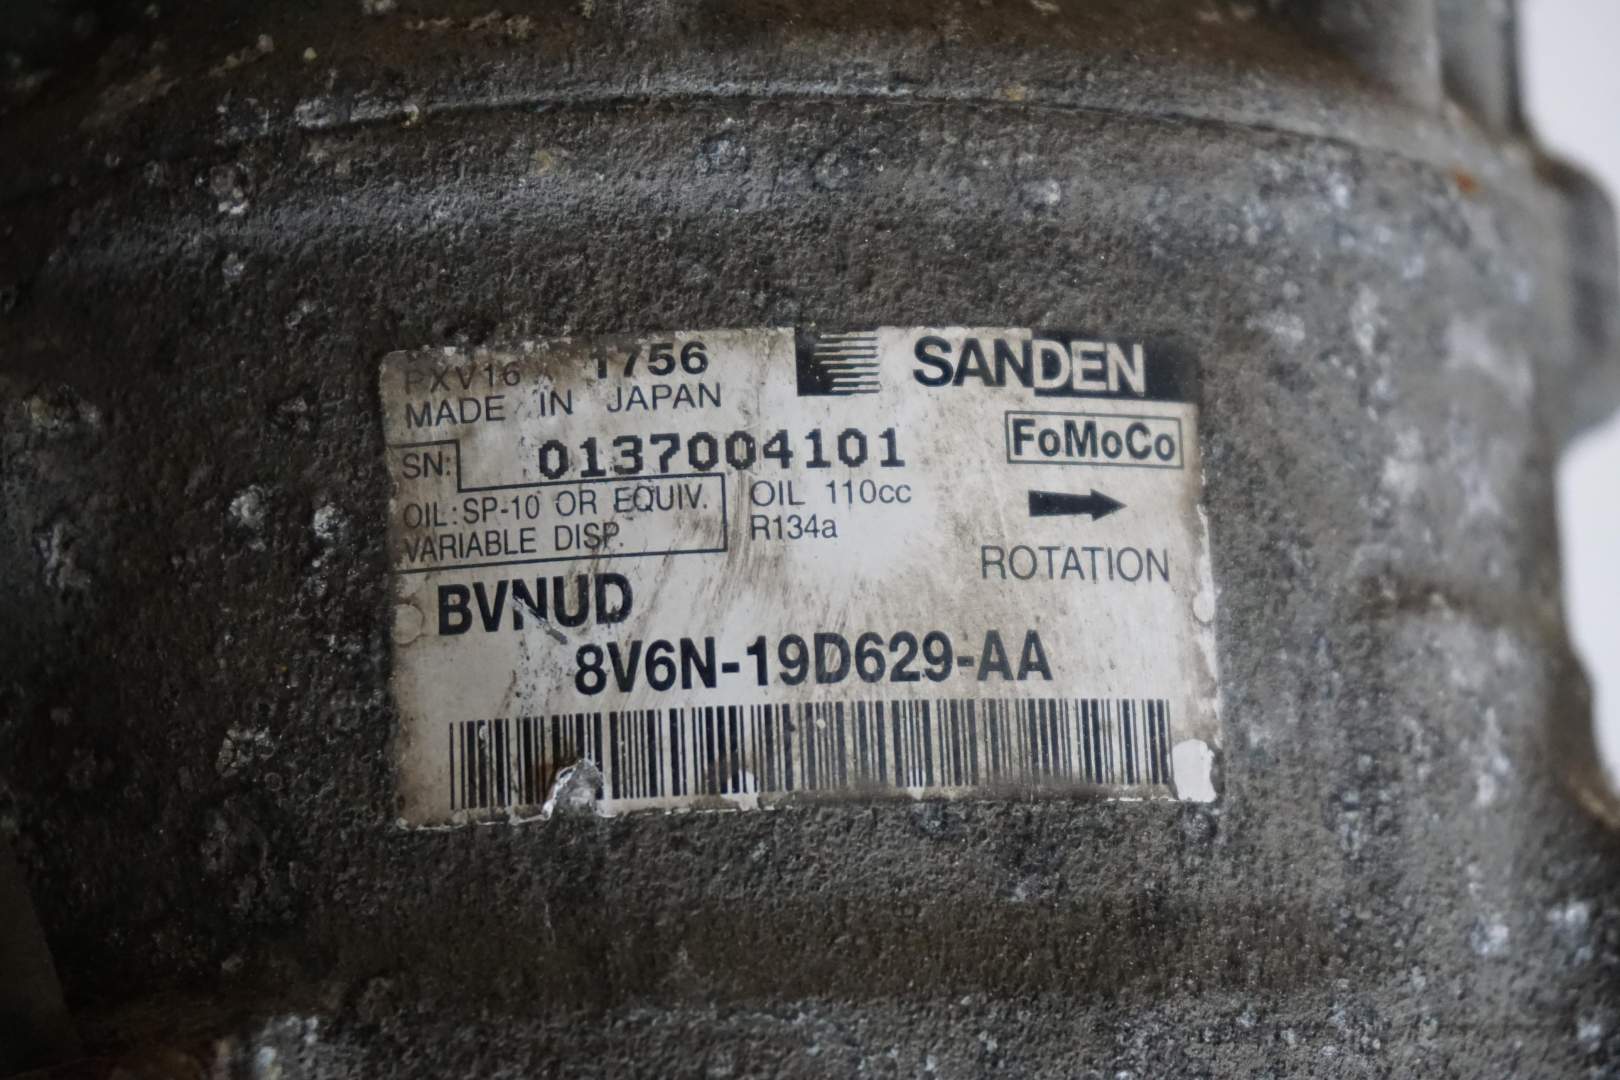 PXV16 1756 SANDEN
MADE IN JAPAN
SN: 0137004101 FoMoCo
OIL: SP-10 OR EQUIV. OIL 110cc
VARIABLE DISP. R134a
ROTATION
BVNUD
8V6N-19D629-AA